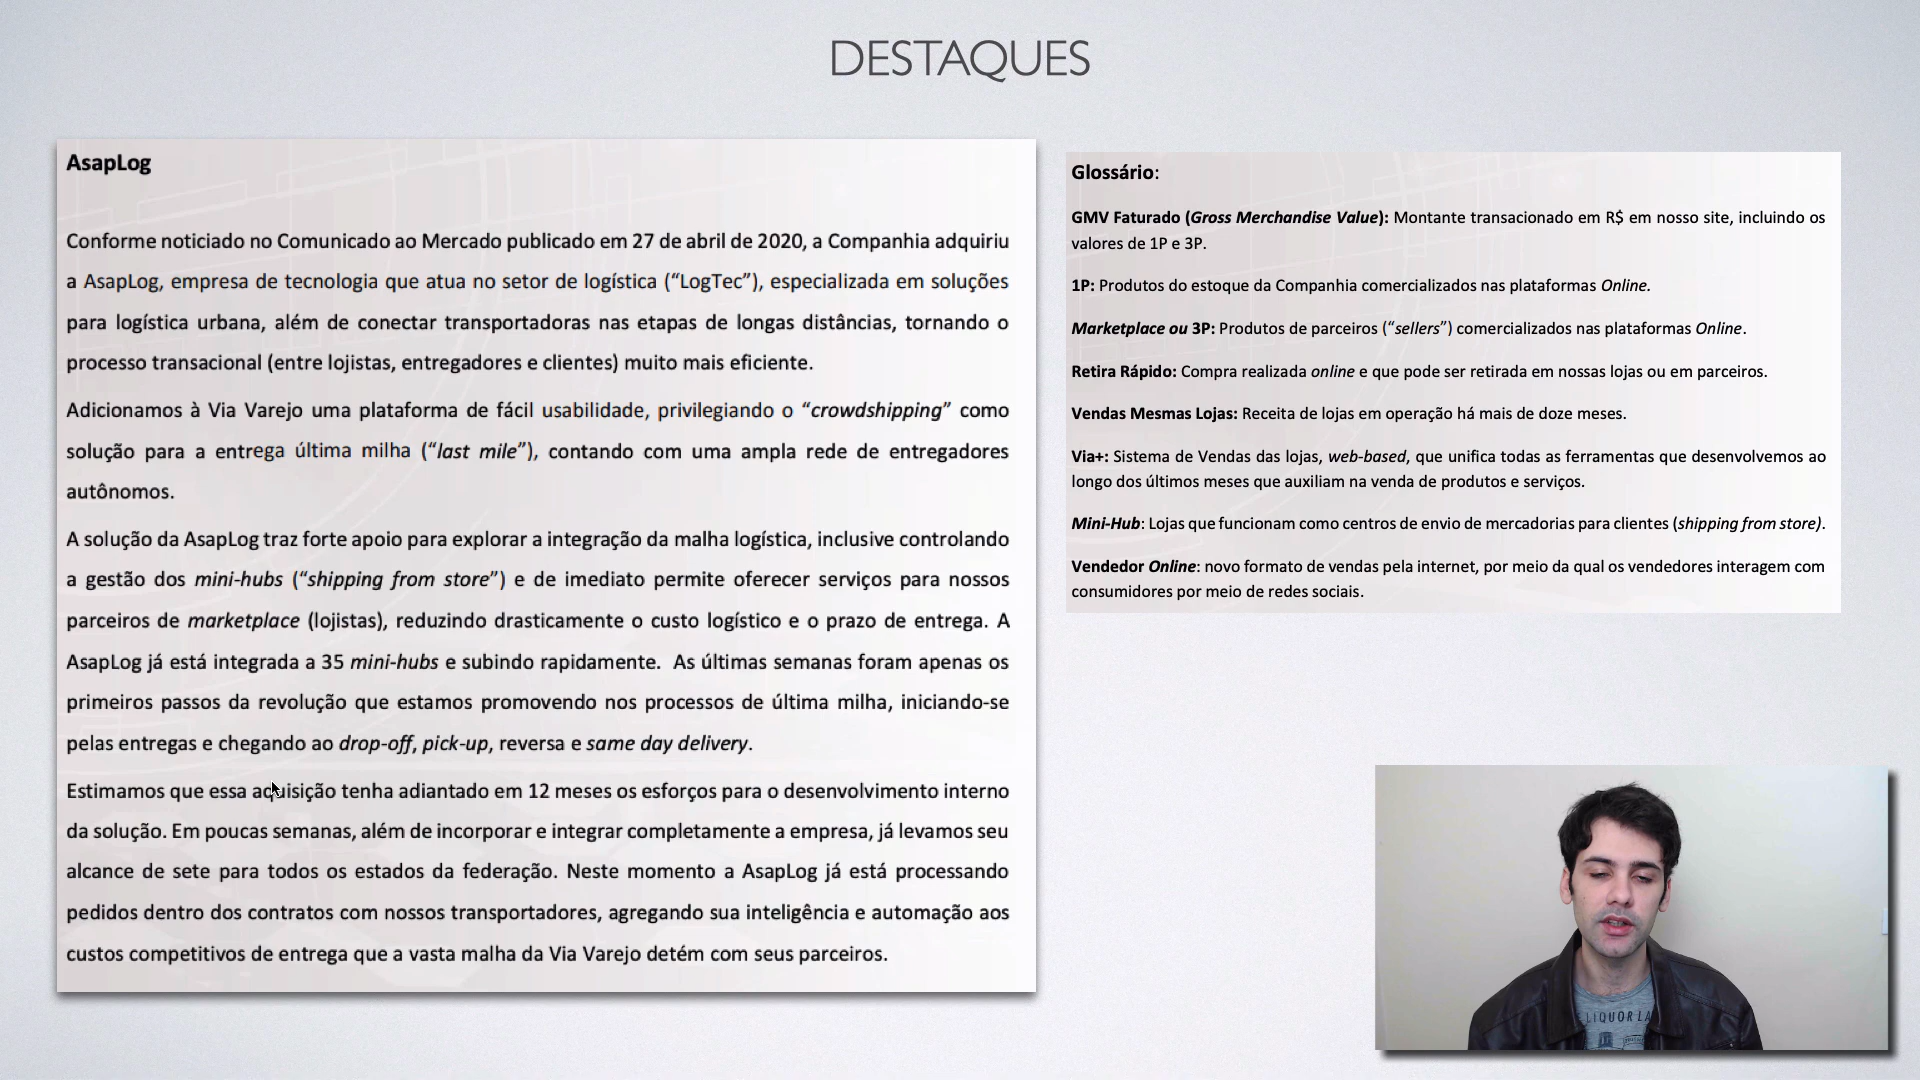 DESTAQUES
AsapLog
Conforme noticiado no Comunicado ao Mercado publicado em 27 de abril de 2020, a Companhia adquiriu
a AsapLog, empresa de tecnologia que atua no setor de logística (“LogTec”), especializada em soluções
para logística urbana, além de conectar transportadoras nas etapas de longas distâncias, tornando o
processo transacional (entre lojistas, entregadores e clientes) muito mais eficiente.
Adicionamos à Via Varejo uma plataforma de fácil usabilidade, privilegiando o “crowdshipping” como
solução para a entrega última milha (“last mile”), contando com uma ampla rede de entregadores
autônomos.
A solução da AsapLog traz forte apoio para explorar a integração da malha logística, inclusive controlando
a gestão dos mini-hubs (“shipping from store”) e de imediato permite oferecer serviços para nossos
parceiros de marketplace (lojistas), reduzindo drasticamente o custo logístico e o prazo de entrega. A
AsapLog já está integrada a 35 mini-hubs e subindo rapidamente. As últimas semanas foram apenas os
primeiros passos da revolução que estamos promovendo nos processos de última milha, iniciando-se
pelas entregas e chegando ao drop-off, pick-up, reversa e same day delivery.
Estimamos que essa aquisição tenha adiantado em 12 meses os esforços para o desenvolvimento interno
da solução. Em poucas semanas, além de incorporar e integrar completamente a empresa, já levamos seu
alcance de sete para todos os estados da federação. Neste momento a AsapLog já está processando
pedidos dentro dos contratos com nossos transportadores, agregando sua inteligência e automação aos
custos competitivos de entrega que a vasta malha da Via Varejo detém com seus parceiros.
Glossário:
GMV Faturado (Gross Merchandise Value): Montante transacionado em R$ em nosso site, incluindo os
valores de 1P e 3P.
1P: Produtos do estoque da Companhia comercializados nas plataformas Online.
Marketplace ou 3P: Produtos de parceiros (“sellers”) comercializados nas plataformas Online.
Retira Rápido: Compra realizada online e que pode ser retirada em nossas lojas ou em parceiros.
Vendas Mesmas Lojas: Receita de lojas em operação há mais de doze meses.
Via+: Sistema de Vendas das lojas, web-based, que unifica todas as ferramentas que desenvolvemos ao
longo dos últimos meses que auxiliam na venda de produtos e serviços.
Mini-Hub: Lojas que funcionam como centros de envio de mercadorias para clientes (shipping from store).
Vendedor Online: novo formato de vendas pela internet, por meio da qual os vendedores interagem com
consumidores por meio de redes sociais.
LIQUOR